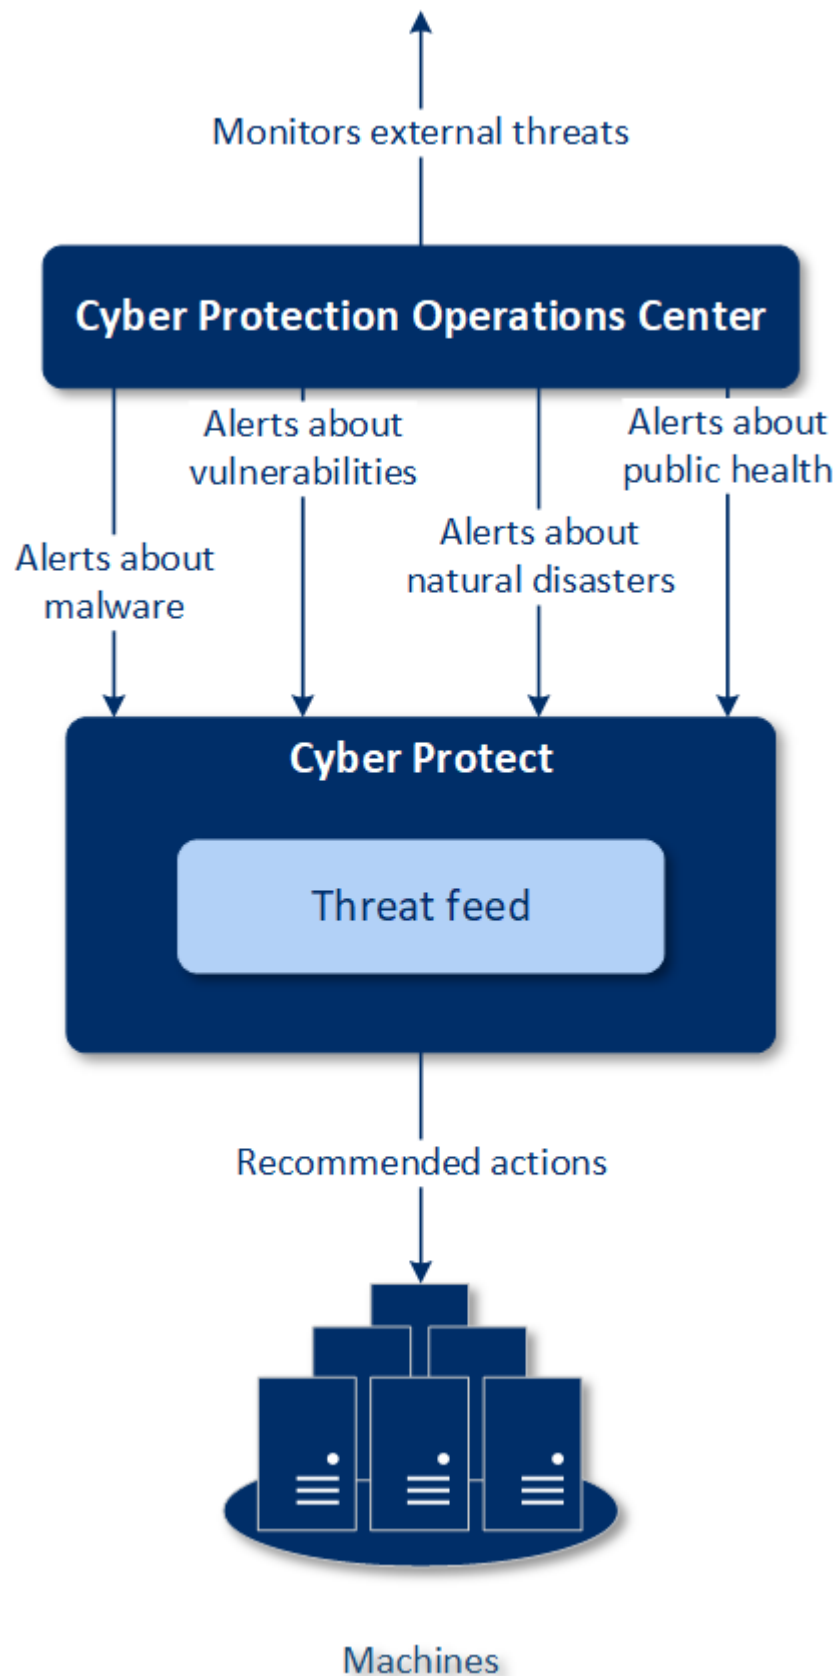 Monitors external threats
Cyber Protection Operations Center
Alerts about
vulnerabilities
Alerts about
public health
Alerts about
natural disasters
Alerts about
malware
Cyber Protect
Threat feed
Recommended actions
Machines